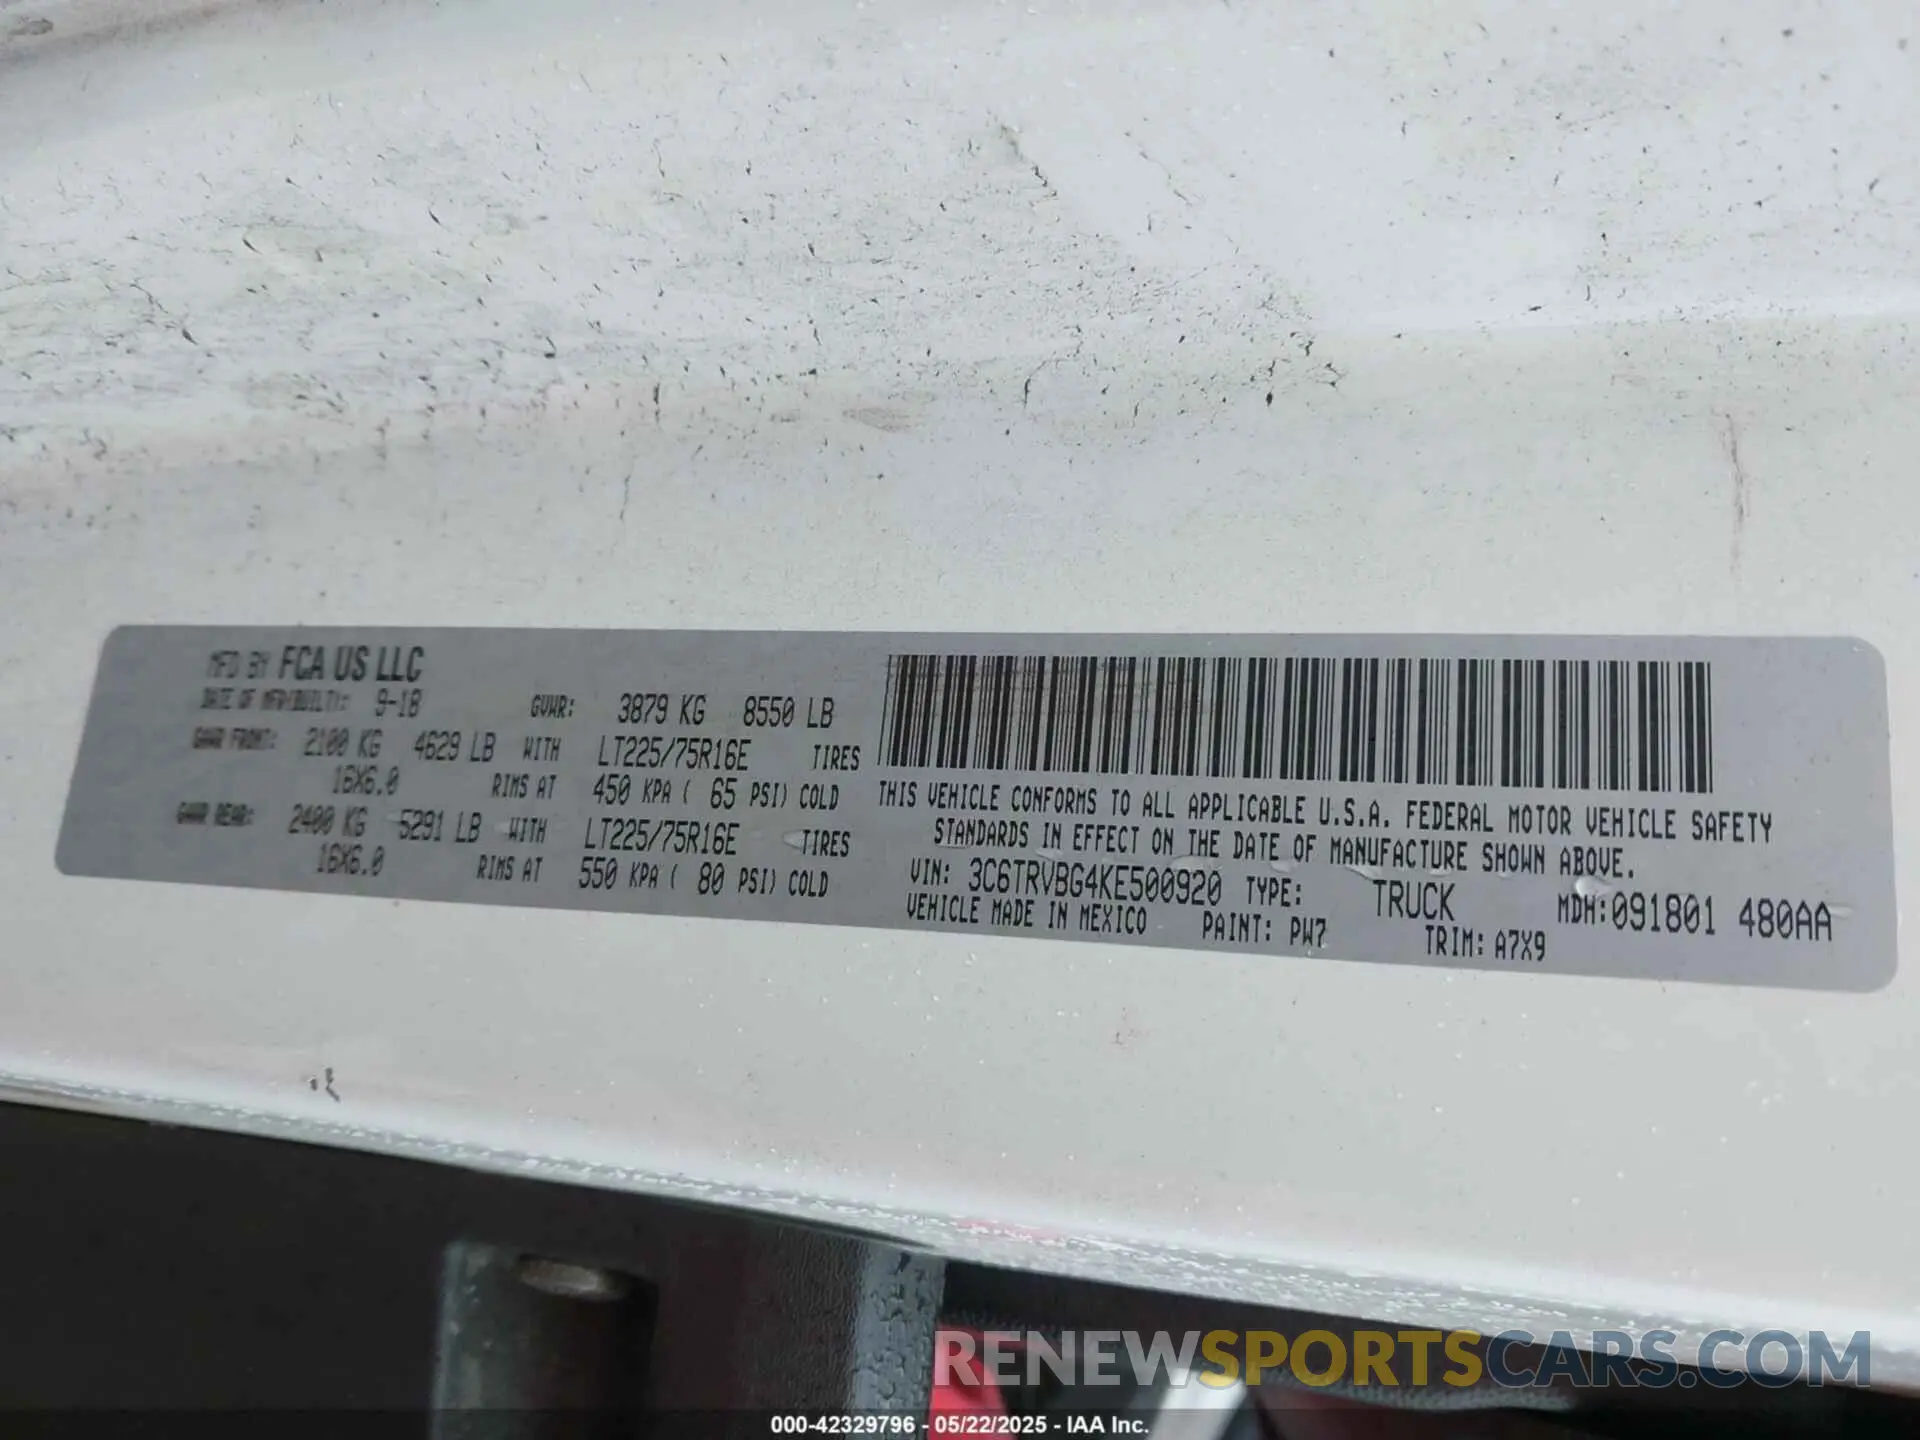 MFD BY FCA US LLC
DATE OF MFR(BUILT): 9-18 GVWR: 3879 KG 8550 LB
GAWR FRONT: 2100 KG 4629 LB WITH LT225/75R16E TIRES
16X6.0 RIMS AT 450 KPA ( 65 PSI) COLD
GAWR REAR: 2400 KG 5291 LB WITH LT225/75R16E TIRES
16X6.0 RIMS AT 550 KPA ( 80 PSI) COLD
THIS VEHICLE CONFORMS TO ALL APPLICABLE U.S.A. FEDERAL MOTOR VEHICLE SAFETY
STANDARDS IN EFFECT ON THE DATE OF MANUFACTURE SHOWN ABOVE.
VIN: 3C6TRVBG4KE500920 TYPE: TRUCK MDH:091801 480AA
VEHICLE MADE IN MEXICO PAINT: PW7 TRIM: A7X9
RENEWSPORTSCARS.COM
000-42329796 - 05/22/2025 - IAA Inc.